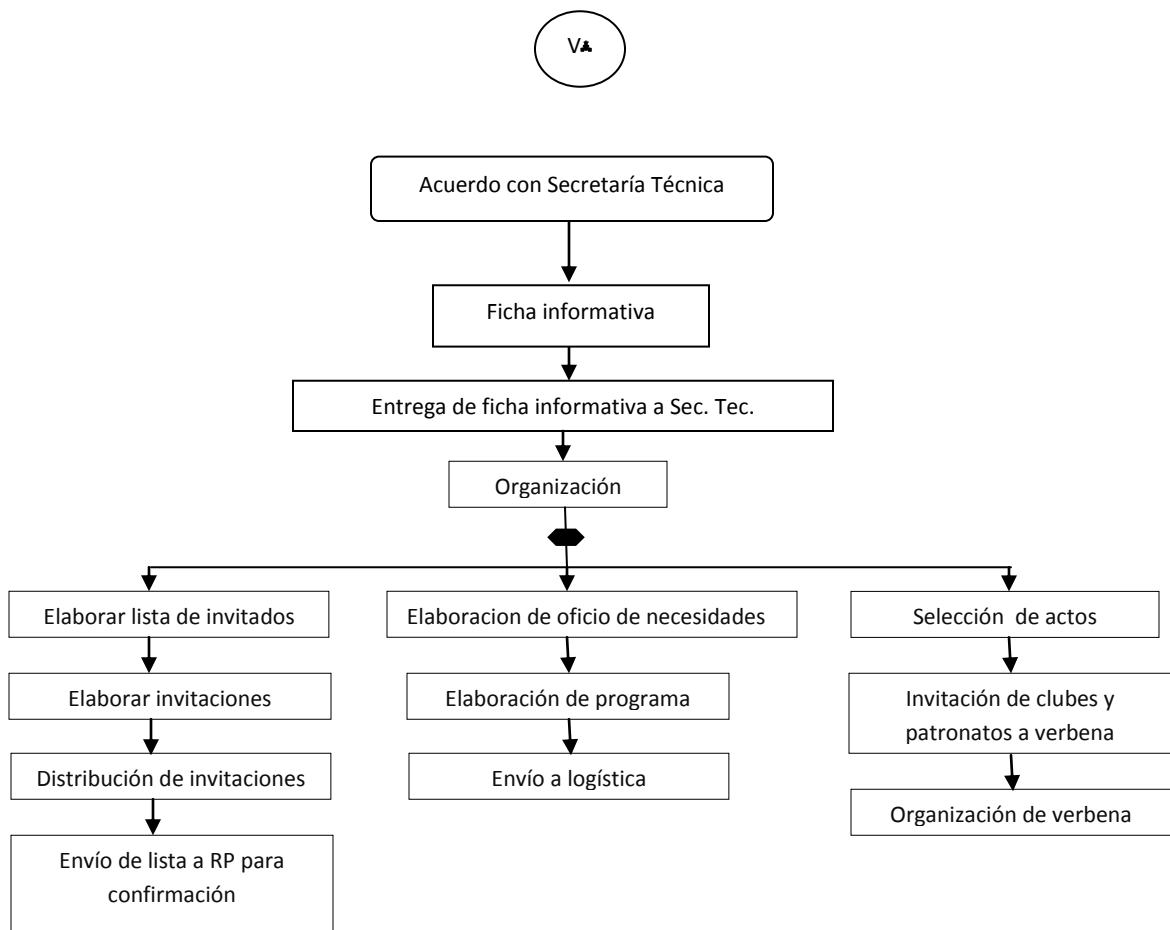 V
Acuerdo con Secretaría Técnica
Ficha informativa
Entrega de ficha informativa a Sec. Tec.
Organización
Elaborar lista de invitados
Elaboracion de oficio de necesidades
Selección de actos
Elaborar invitaciones
Elaboración de programa
Invitación de clubes y
patronatos a verbena
Distribución de invitaciones
Envío a logística
Organización de verbena
Envío de lista a RP para
confirmación